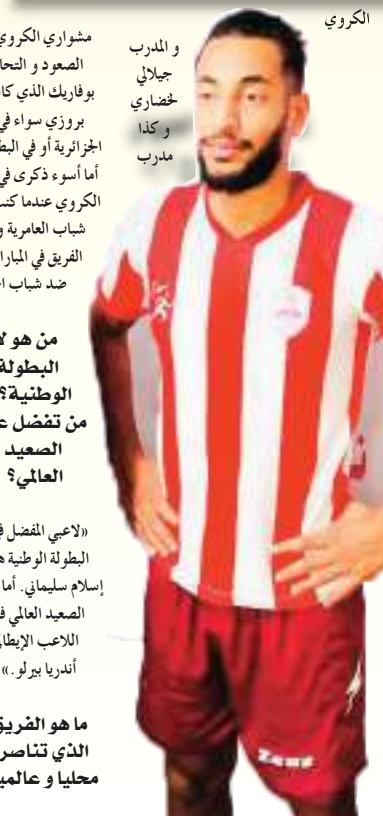 الكروي
و المدرب
جيلالي
لخضاري
و كذا
مدرب
مشواري الكروي
الصعود و التحا
بوفاريك الذي كا
بروزي سواء في
الجزائرية أو في البط
أما أسوء ذكرى في
الكروي عندما كنت
شباب العامرية و
الفريق في المبار
ضد شباب ا
من هو لا
البطولة
الوطنية؟
من تفضل ع
الصعيد
العالمي؟
«لاعبي المفضل في
البطولة الوطنية ه
إسلام سليماني. أما
الصعيد العالمي ف
اللاعب الإيطالي
أندريا بيرلو.»
ما هو الفريق
الذي تناصر
محليا و عالمي
Zeus